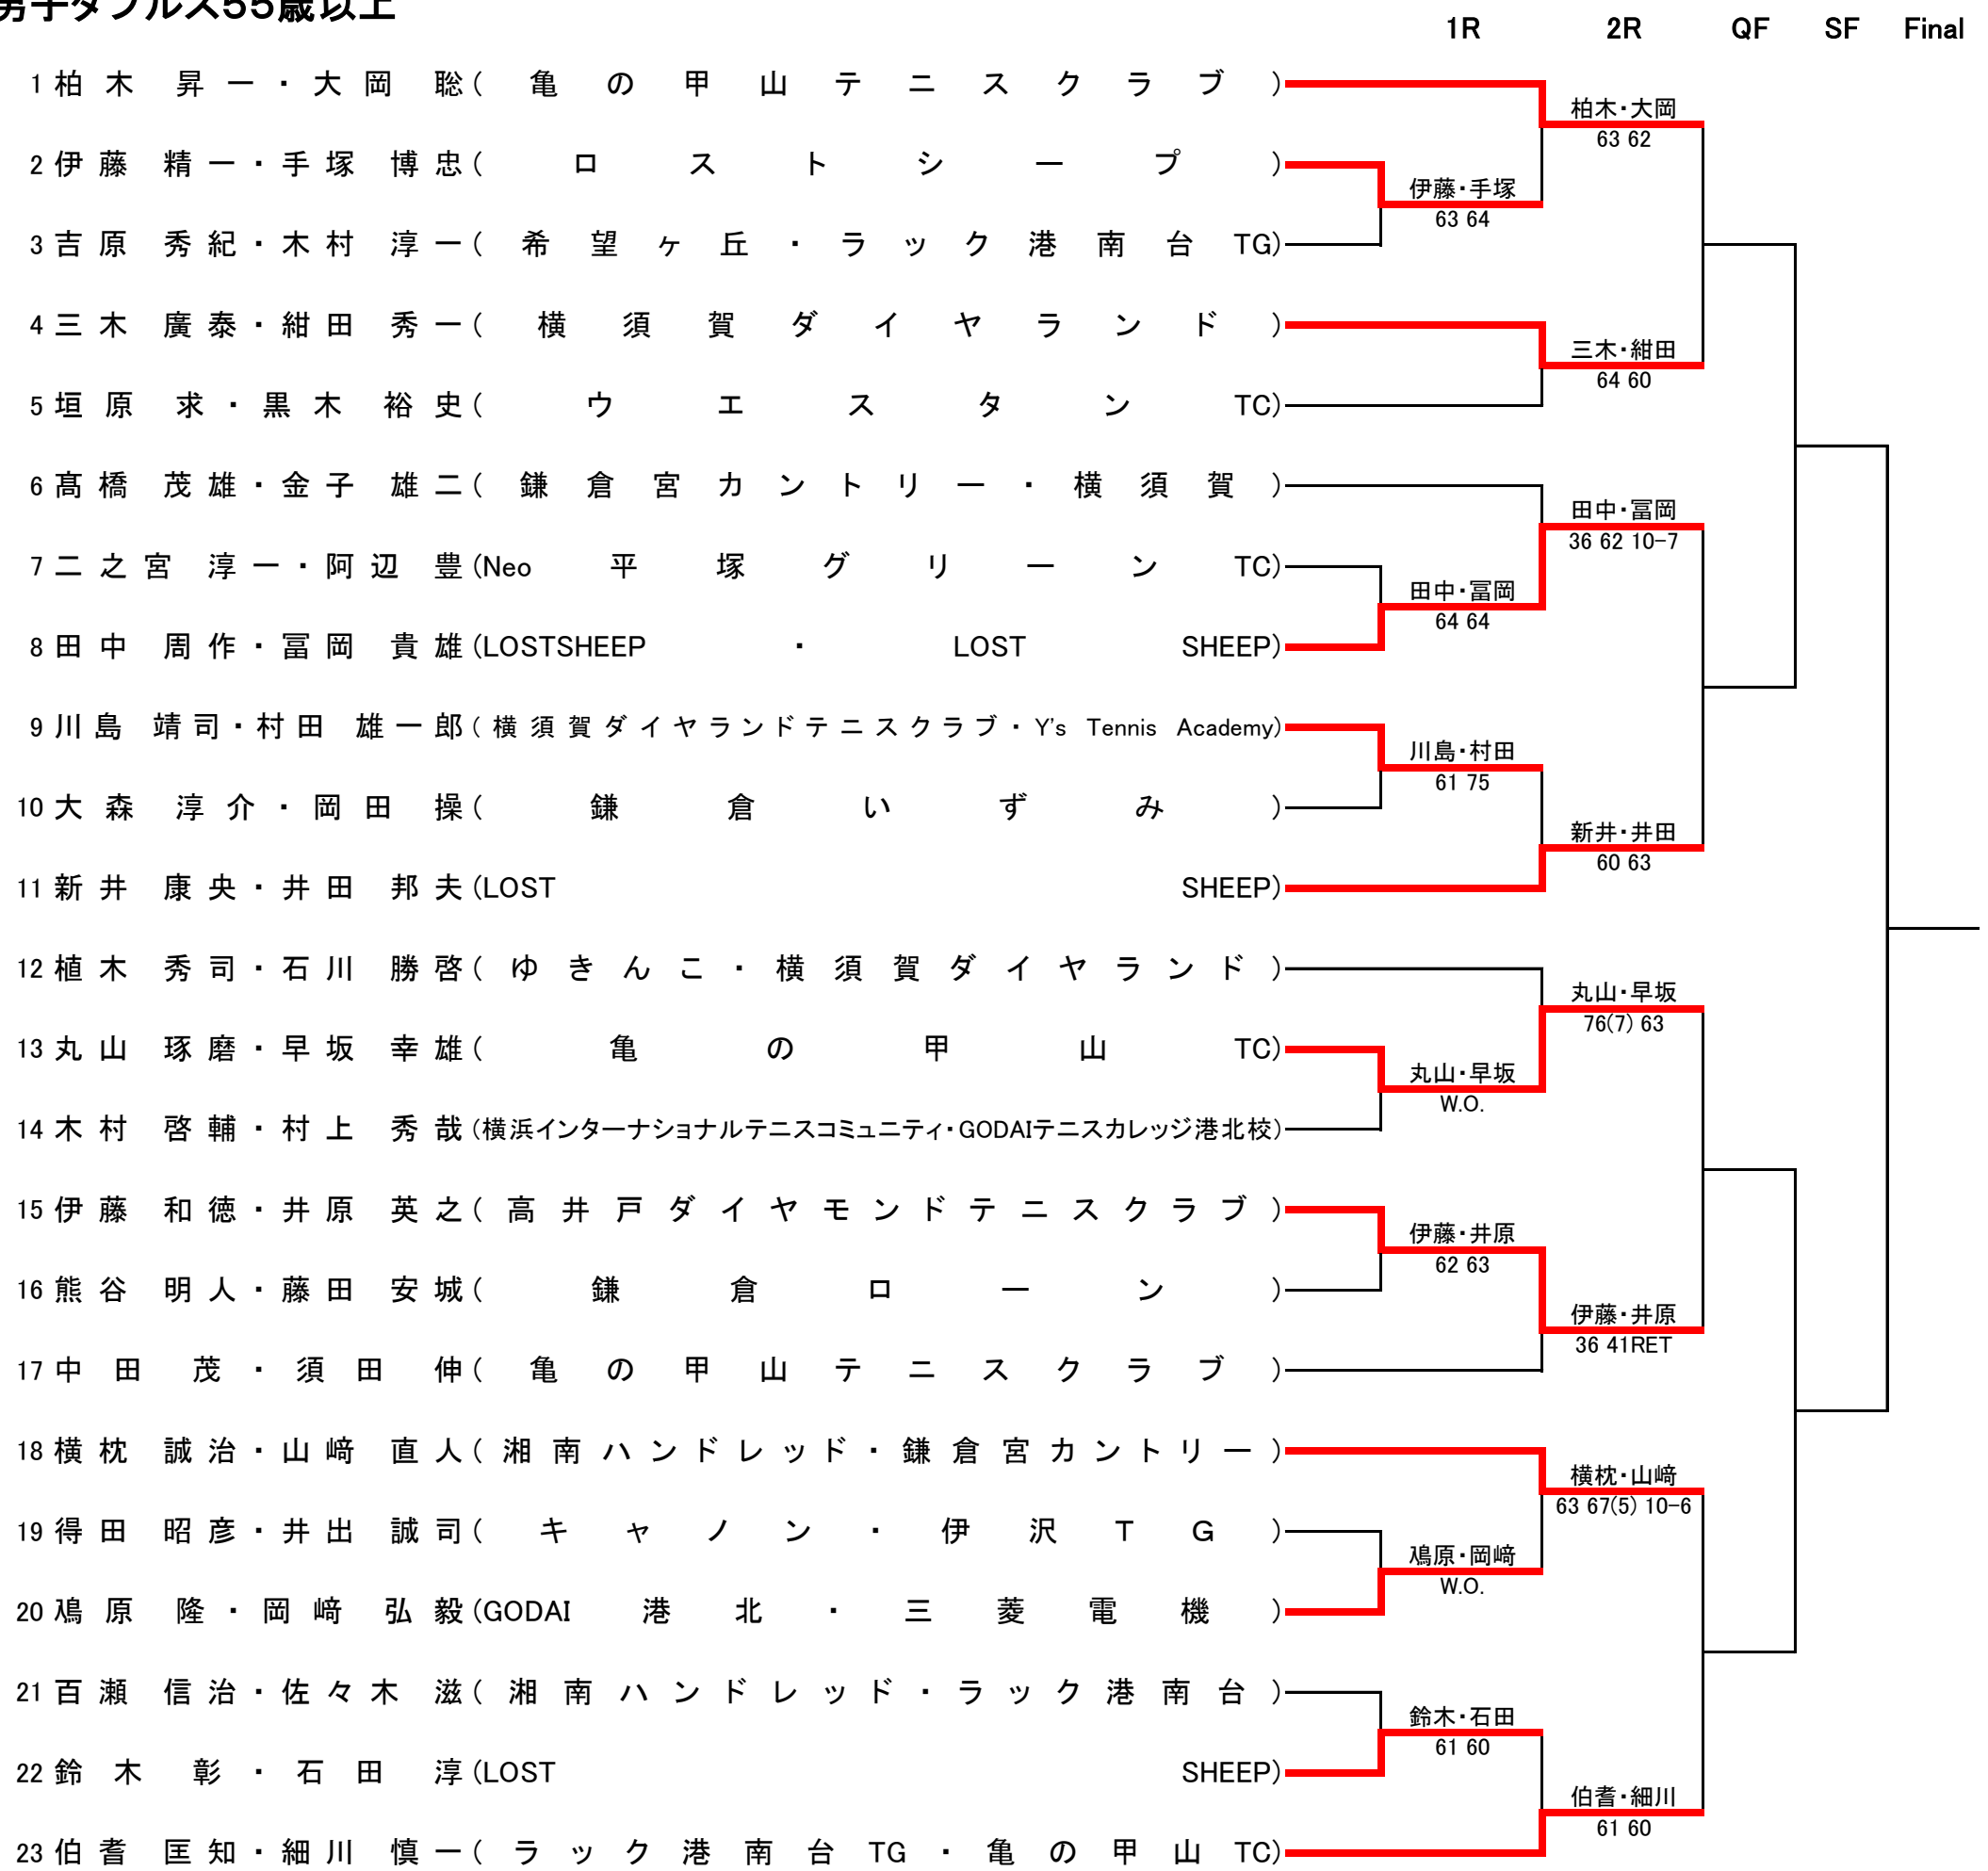 男子ダブルス55歳以上
1R 2R QF SF Final
1 柏木 昇一・大岡 聡(亀の甲山テニスクラブ)
柏木・大岡
63 62
2 伊藤 精一・手塚 博忠(ロストシープ)
伊藤・手塚
63 64
3 吉原 秀紀・木村 淳一(希望ヶ丘・ラック港南台TG)
4 三木 廣泰・紺田 秀一(横須賀ダイヤランド)
三木・紺田
64 60
5 垣原 求・黒木 裕史(ウエスタンTC)
6 髙橋 茂雄・金子 雄二(鎌倉宮カントリー・横須賀)
田中・冨岡
36 62 10-7
7 二之宮 淳一・阿辺 豊(Neo平塚グリーンTC)
田中・冨岡
64 64
8 田中 周作・冨岡 貴雄(LOSTSHEEP・LOST SHEEP)
9 川島 靖司・村田 雄一郎(横須賀ダイヤランドテニスクラブ・Y's Tennis Academy)
川島・村田
61 75
10 大森 淳介・岡田 操(鎌倉いずみ)
新井・井田
60 63
11 新井 康央・井田 邦夫(LOST SHEEP)
12 植木 秀司・石川 勝啓(ゆきんこ・横須賀ダイヤランド)
丸山・早坂
76(7) 63
13 丸山 琢磨・早坂 幸雄(亀の甲山TC)
丸山・早坂
W.O.
14 木村 啓輔・村上 秀哉(横浜インターナショナルテニスコミュニティ・GODAIテニスカレッジ港北校)
15 伊藤 和徳・井原 英之(高井戸ダイヤモンドテニスクラブ)
伊藤・井原
62 63
16 熊谷 明人・藤田 安城(鎌倉ローン)
伊藤・井原
36 41RET
17 中田 茂・須田 伸(亀の甲山テニスクラブ)
18 横枕 誠治・山﨑 直人(湘南ハンドレッド・鎌倉宮カントリー)
横枕・山﨑
63 67(5) 10-6
19 得田 昭彦・井出 誠司(キャノン・伊沢TG)
鳰原・岡﨑
W.O.
20 鳰原 隆・岡﨑 弘毅(GODAI港北・三菱電機)
21 百瀬 信治・佐々木 滋(湘南ハンドレッド・ラック港南台)
鈴木・石田
61 60
22 鈴木 彰・石田 淳(LOST SHEEP)
伯耆・細川
61 60
23 伯耆 匡知・細川 慎一(ラック港南台TG・亀の甲山TC)